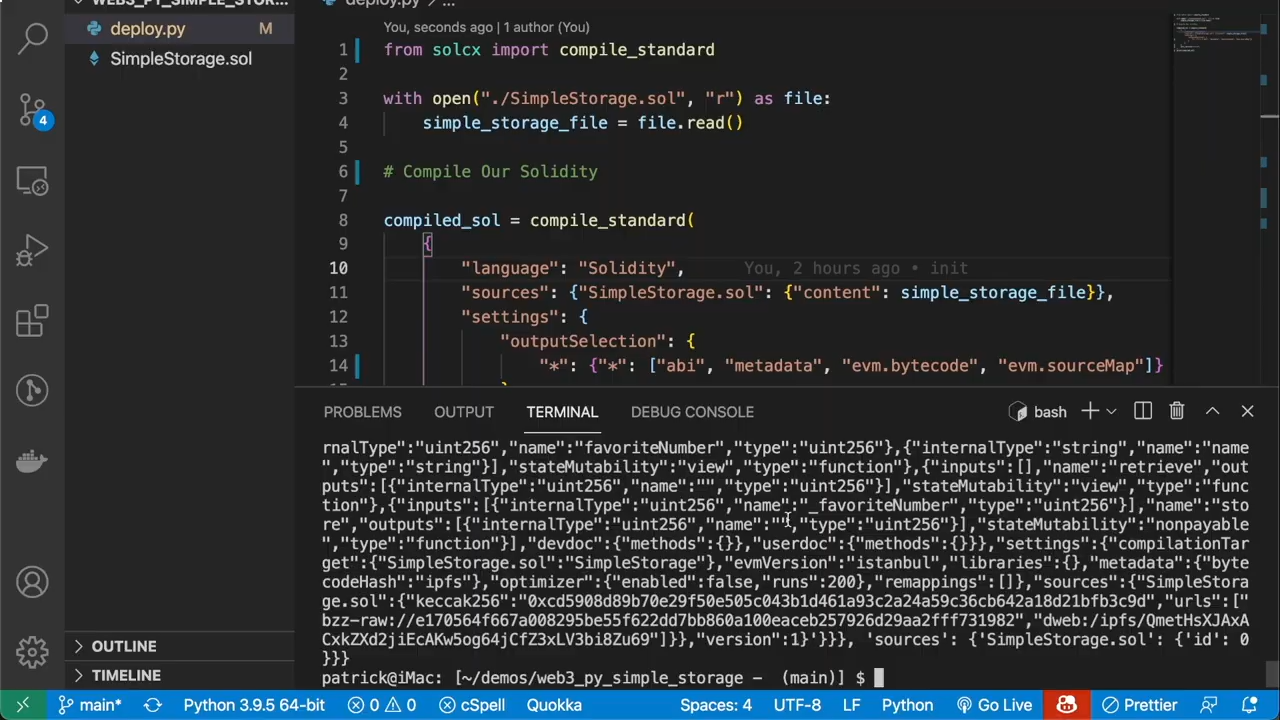 WEB3_PY_SIMPLE_STOR...
deploy.py
M
SimpleStorage.sol
4
OUTLINE
TIMELINE
deploy.py > ...
You, seconds ago | 1 author (You)
1 from solcx import compile_standard
2
3 with open("./SimpleStorage.sol", "r") as file:
4 simple_storage_file = file.read()
5
6 # Compile Our Solidity
7
8 compiled_sol = compile_standard(
9 {
10 "language": "Solidity", You, 2 hours ago • init
11 "sources": {"SimpleStorage.sol": {"content": simple_storage_file}},
12 "settings": {
13 "outputSelection": {
14 "*": {"*": ["abi", "metadata", "evm.bytecode", "evm.sourceMap"]}
PROBLEMS OUTPUT TERMINAL DEBUG CONSOLE bash
rnalType":"uint256","name":"favoriteNumber","type":"uint256"},{"internalType":"string","name":"name
","type":"string"}],"stateMutability":"view","type":"function"},{"inputs":[],"name":"retrieve","out
puts":[{"internalType":"uint256","name":"","type":"uint256"}],"stateMutability":"view","type":"func
tion"},{"inputs":[{"internalType":"uint256","name":"_favoriteNumber","type":"uint256"}],"name":"sto
re","outputs":[{"internalType":"uint256","name":"","type":"uint256"}],"stateMutability":"nonpayable
","type":"function"}],"devdoc":{"methods":{}},"userdoc":{"methods":{}}},"settings":{"compilationTar
get":{"SimpleStorage.sol":"SimpleStorage"},"evmVersion":"istanbul","libraries":{},"metadata":{"byte
codeHash":"ipfs"},"optimizer":{"enabled":false,"runs":200},"remappings":[]},"sources":{"SimpleStora
ge.sol":{"keccak256":"0xcd5908d89b70e29f50e505c043b1d461a93c2a24a59c36cb642a18d21bfb3c9d","urls":["
bzz-raw://e170564f667a008295be55f622dd7bb860a100eaceb257926d29aa2fff731982","dweb:/ipfs/QmetHsXJAxA
CxkZXd2jiEcAKw5og64jCfZ3xLV3bi8Zu69"]}},"version":1}'}}}, 'sources': {'SimpleStorage.sol': {'id': 0
}}}
patrick@iMac: [~/demos/web3_py_simple_storage - (main)] $
main* Python 3.9.5 64-bit 0 0 cSpell Quokka Spaces: 4 UTF-8 LF Python Go Live Prettier